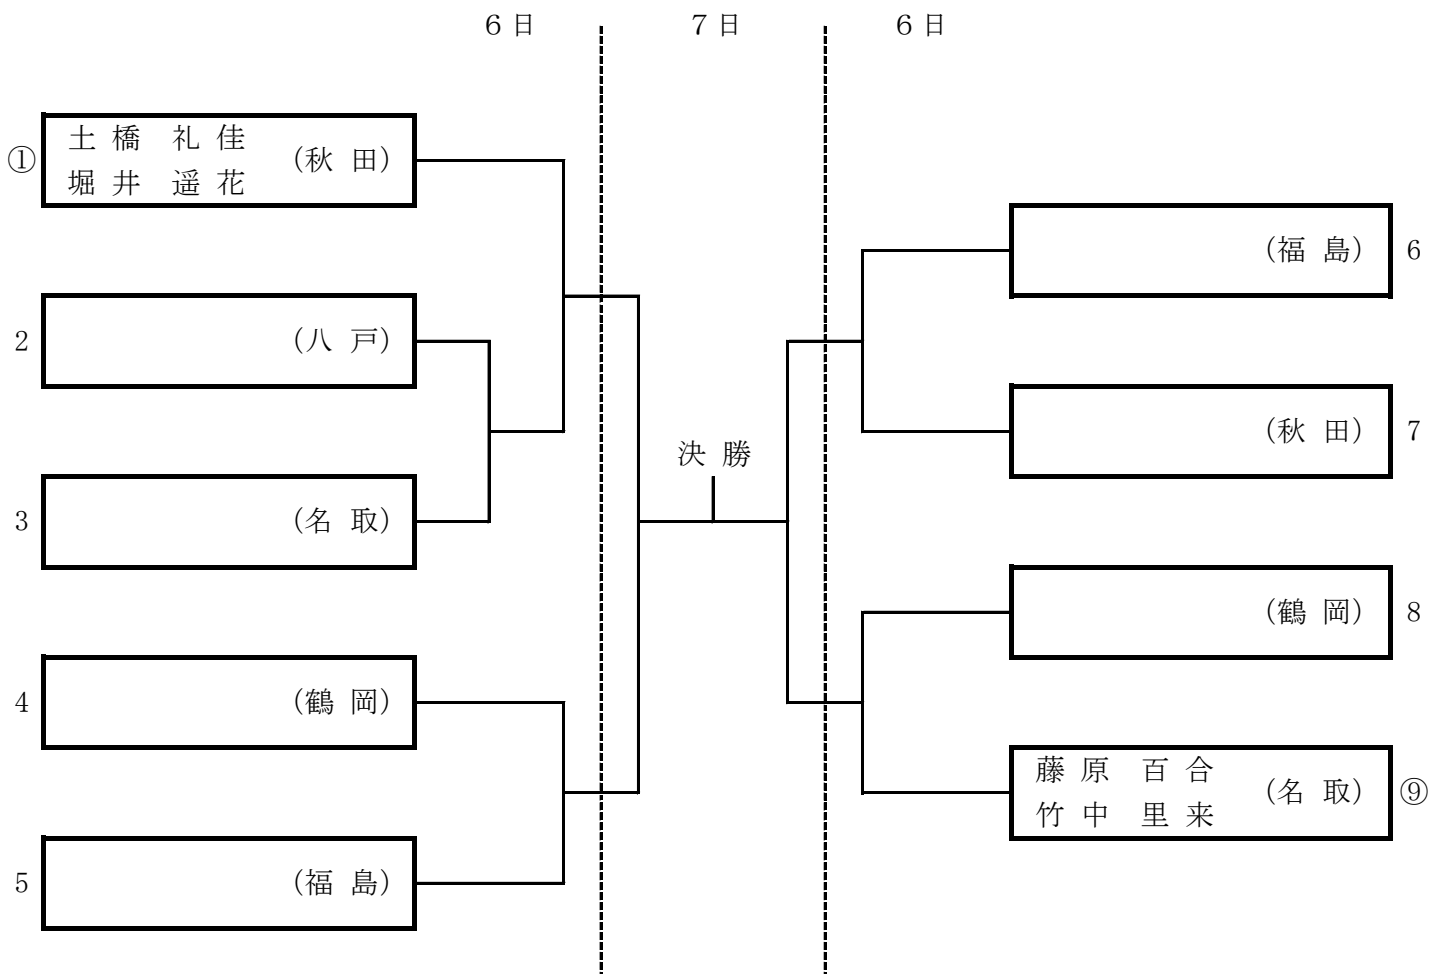 ６日 ７日 ６日
① 土橋 礼佳 (秋 田)
堀井 遥花
2 (八 戸)
3 (名 取)
4 (鶴 岡)
5 (福 島)
決 勝
(福 島) 6
(秋 田) 7
(鶴 岡) 8
藤原 百合 (名 取) ⑨
竹中 里来